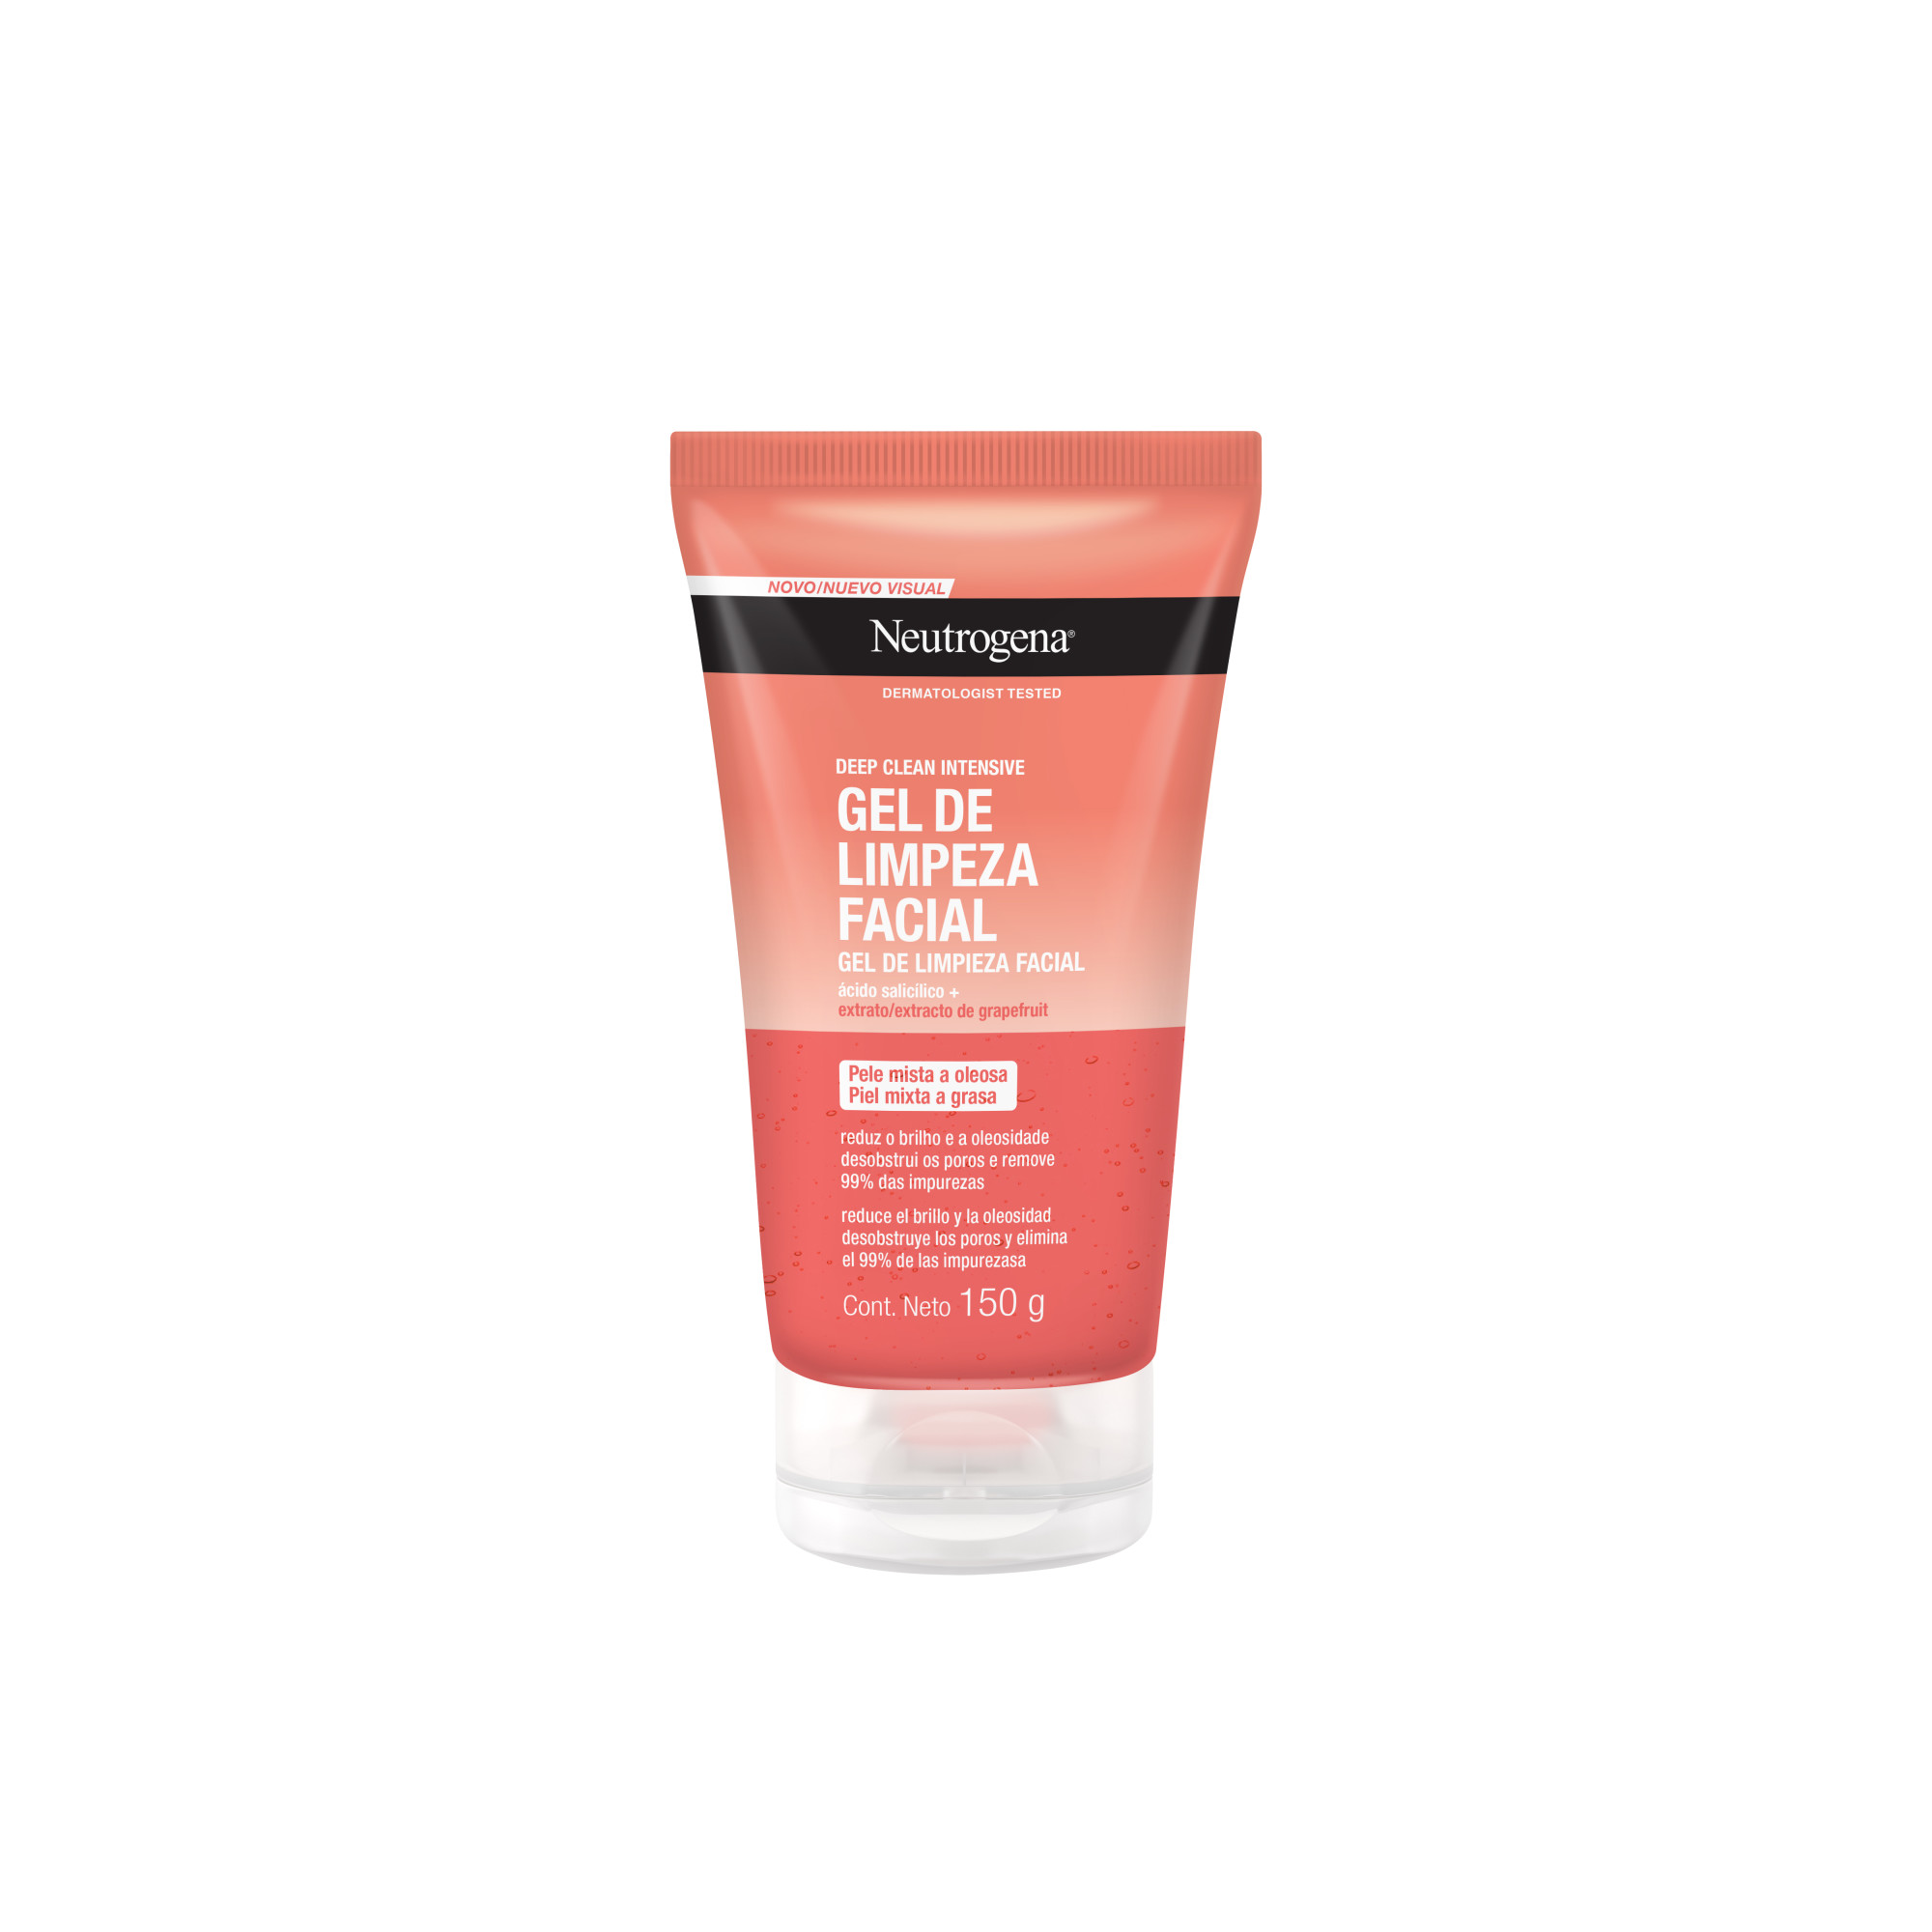 NOVO/NUEVO VISUAL
Neutrogena®
DERMATOLOGIST TESTED
DEEP CLEAN INTENSIVE
GEL DE
LIMPEZA
FACIAL
GEL DE LIMPIEZA FACIAL
ácido salicílico +
extrato/extracto de grapefruit
Pele mista a oleosa
Piel mixta a grasa
reduz o brilho e a oleosidade
desobstrui os poros e remove
99% das impurezas
reduce el brillo y la oleosidad
desobstruye los poros y elimina
el 99% de las impurezasa
Cont. Neto 150 g